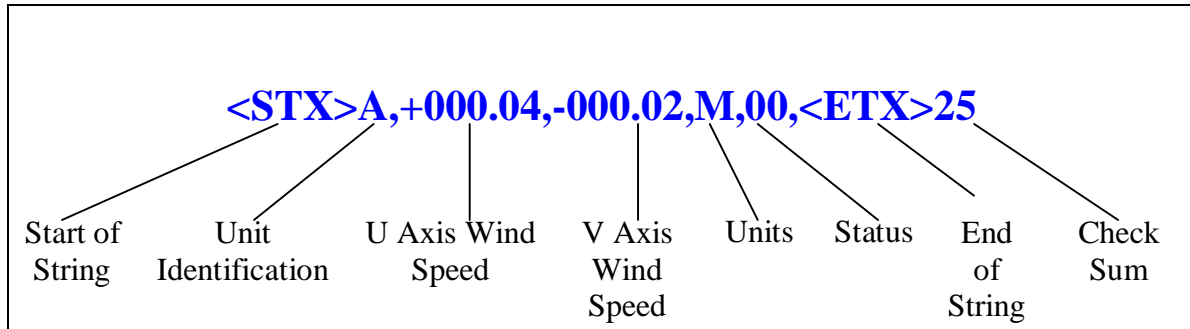 <STX>A,+000.04,-000.02,M,00,<ETX>25
Start of String
Unit Identification
U Axis Wind Speed
V Axis Wind Speed
Units
Status
End of String
Check Sum